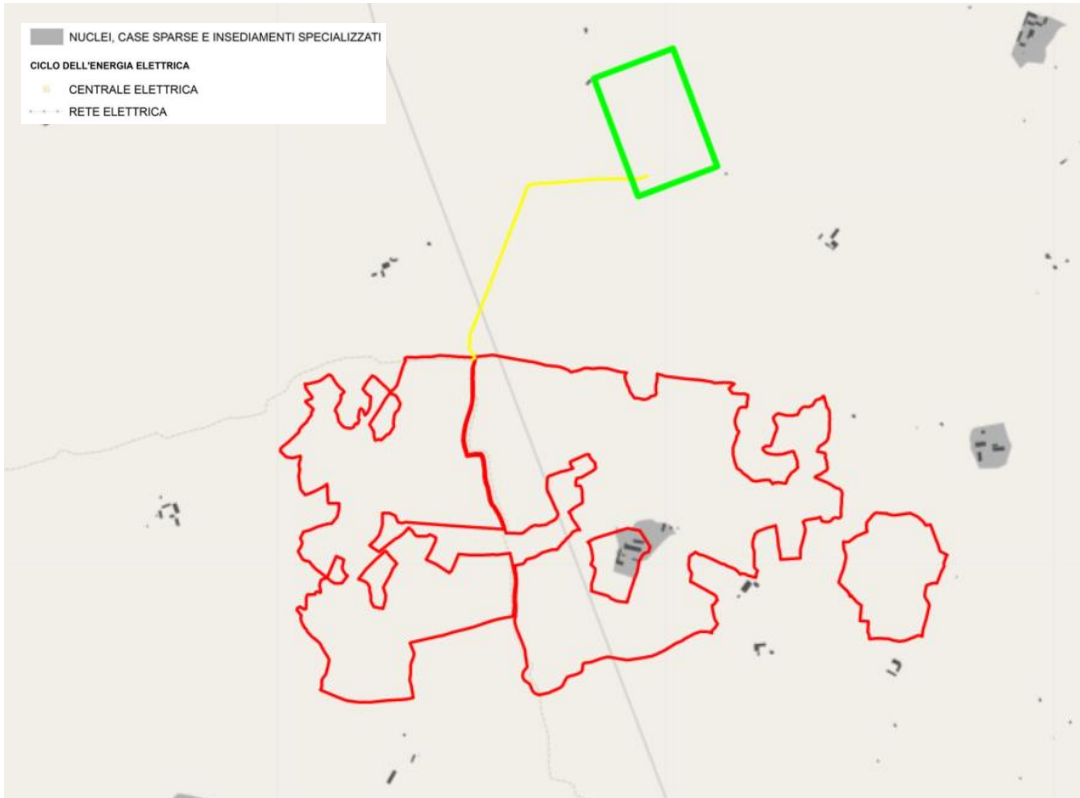 NUCLEI, CASE SPARSE E INSEDIAMENTI SPECIALIZZATI
CICLO DELL'ENERGIA ELETTRICA
CENTRALE ELETTRICA
RETE ELETTRICA